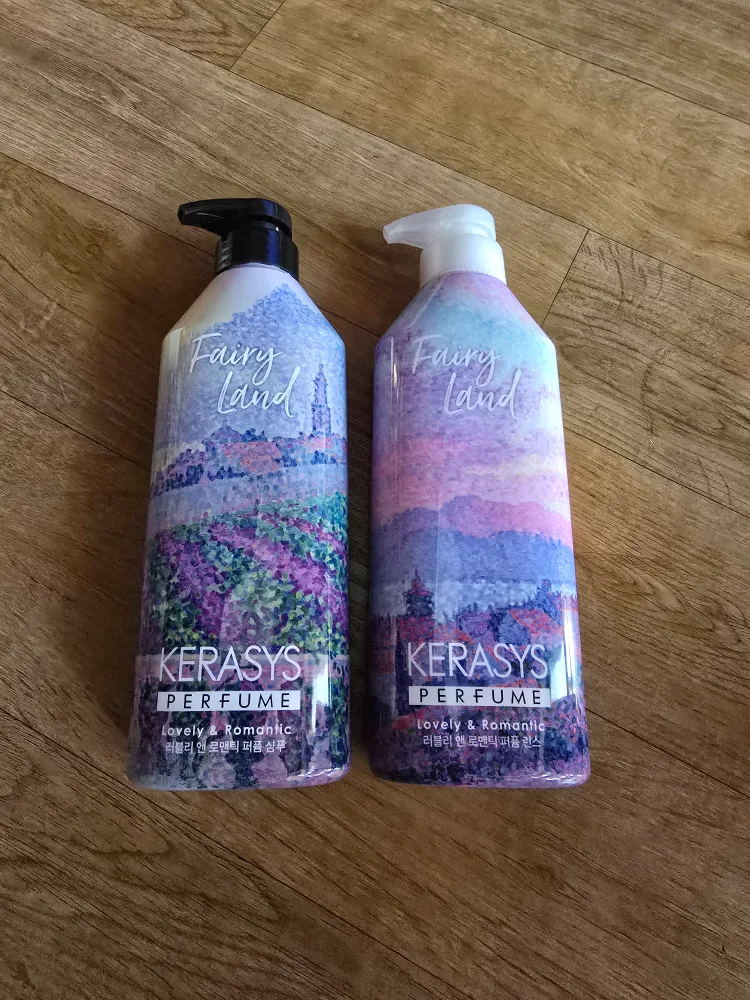 Fairy
Land
KERASYS
PERFUME
Lovely & Romantic
러블리 앤 로맨틱 퍼퓸 샴푸
Fairy
Land
KERASYS
PERFUME
Lovely & Romantic
러블리 앤 로맨틱 퍼퓸 린스